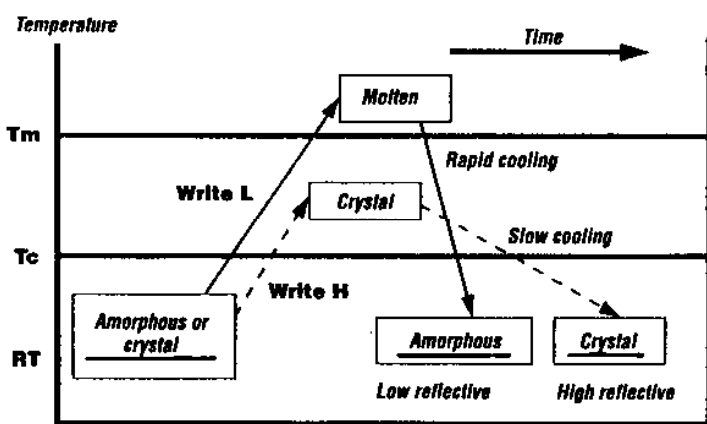 Temperature
Time
Molten
Tm
Rapid cooling
Write L
Crystal
Slow cooling
Tc
Write H
Amorphous or
crystal
Amorphous
Crystal
RT
Low reflective
High reflective